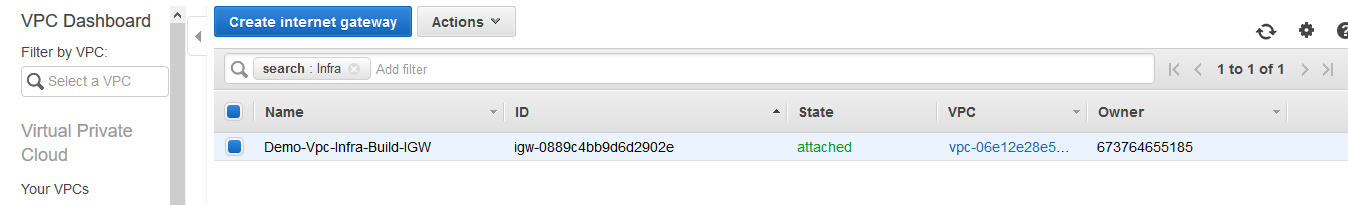 VPC Dashboard
Filter by VPC:
Select a VPC
Virtual Private
Cloud
Your VPCs
Create internet gateway Actions
search : Infra Add filter 1 to 1 of 1
Name ID State VPC Owner
Demo-Vpc-Infra-Build-IGW igw-0889c4bb9d6d2902e attached vpc-06e12e28e5... 673764655185